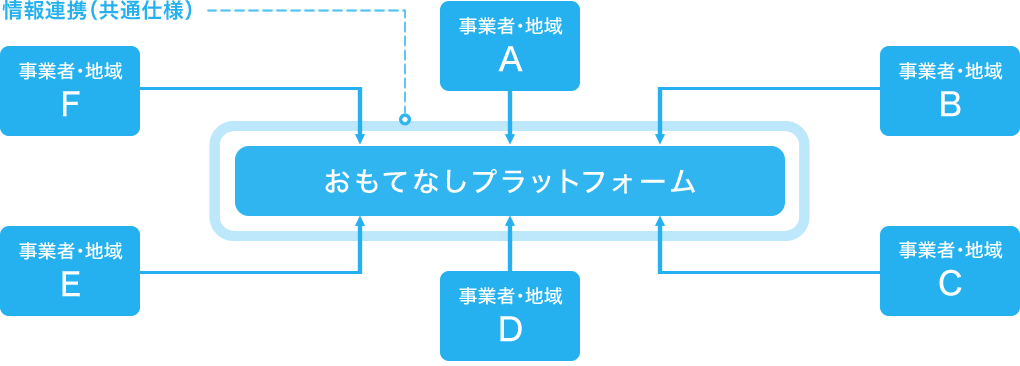 情報連携（共通仕様）
事業者・地域
A
事業者・地域
F
事業者・地域
B
おもてなしプラットフォーム
事業者・地域
E
事業者・地域
D
事業者・地域
C